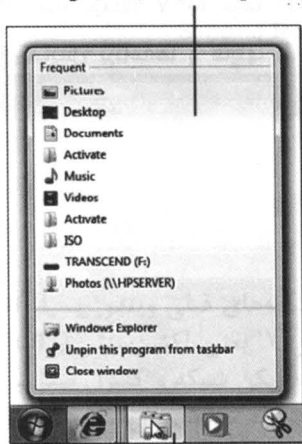 Frequent
Pictures
Desktop
Documents
Activate
Music
Videos
Activate
ISO
TRANSCEND (F:)
Photos (\\HPSERVER)
Windows Explorer
Unpin this program from taskbar
Close window